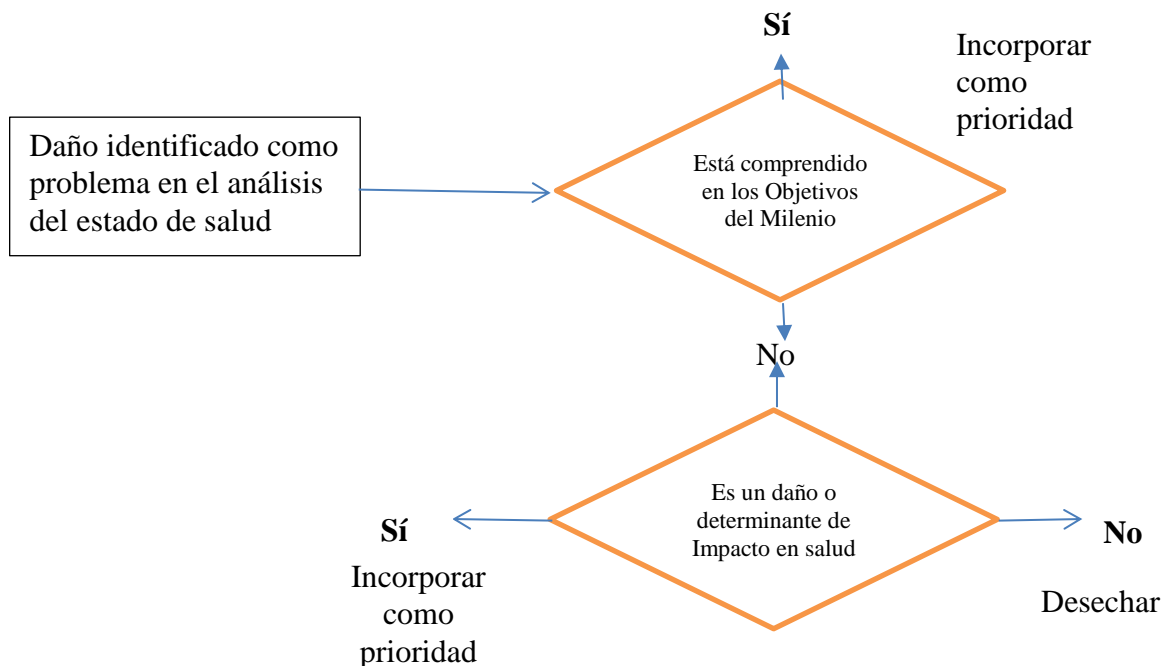 Sí
Incorporar
como
prioridad
Daño identificado como
problema en el análisis
del estado de salud
Está comprendido
en los Objetivos
del Milenio
No
Es un daño o
determinante de
Impacto en salud
Sí
Incorporar
como
prioridad
No
Desechar